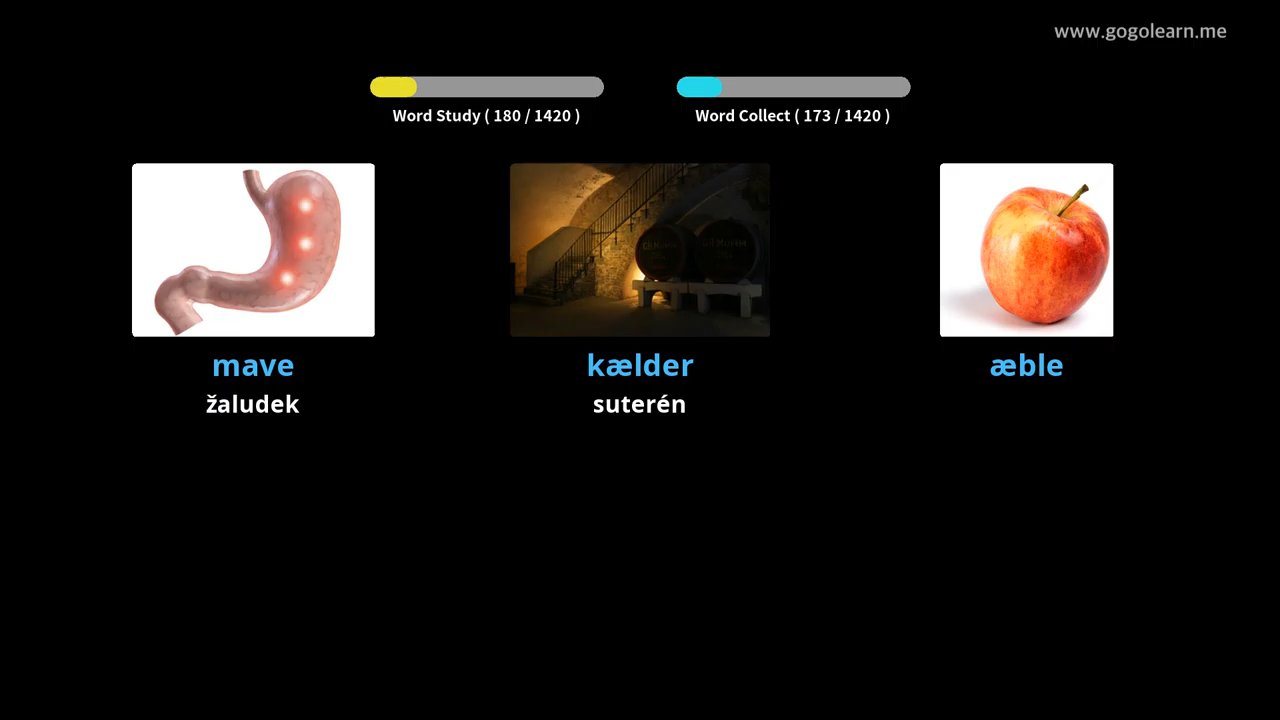 www.gogolearn.me
Word Study ( 180 / 1420 )
Word Collect ( 173 / 1420 )
mave
kælder
æble
žaludek
suterén